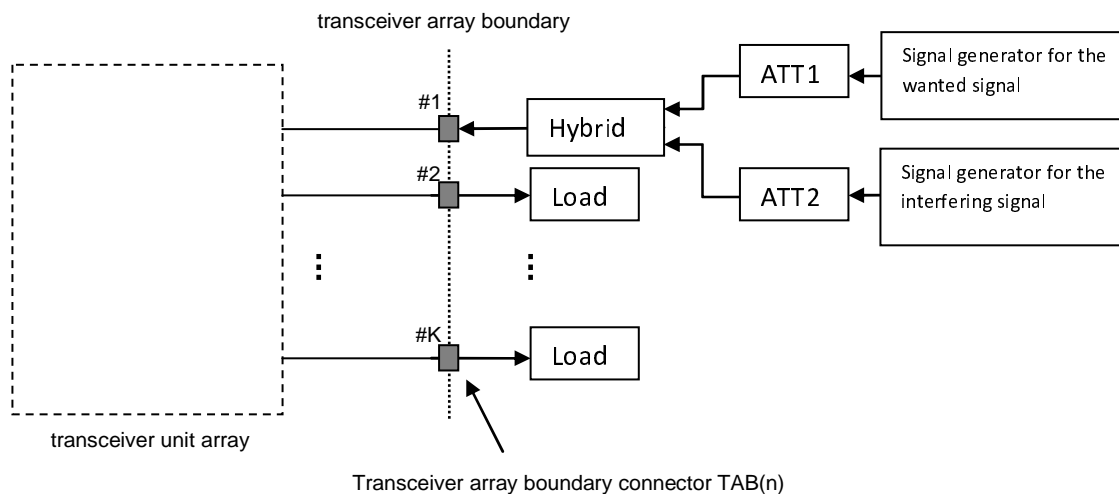 transceiver array boundary
Signal generator for the
wanted signal
ATT1
#1
Hybrid
#2
Load
ATT2
Signal generator for the
interfering signal
#K
Load
transceiver unit array
Transceiver array boundary connector TAB(n)